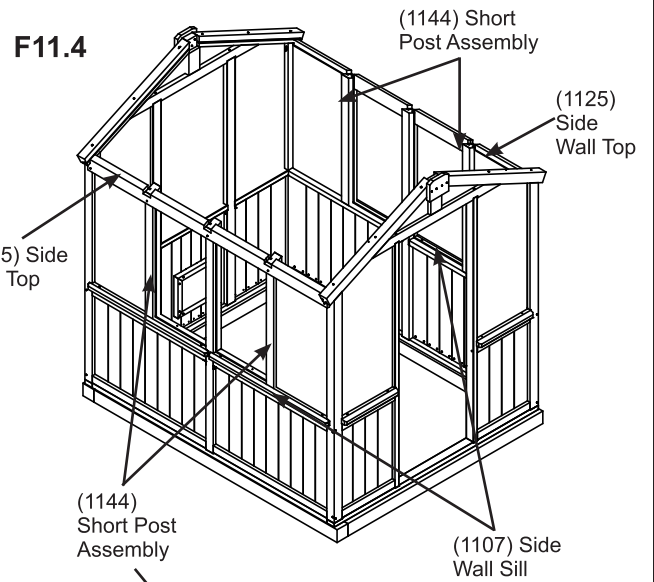 F11.4
(1144) Short
Post Assembly
(1125)
Side
Wall Top
5) Side
Top
(1144)
Short Post
Assembly
(1107) Side
Wall Sill